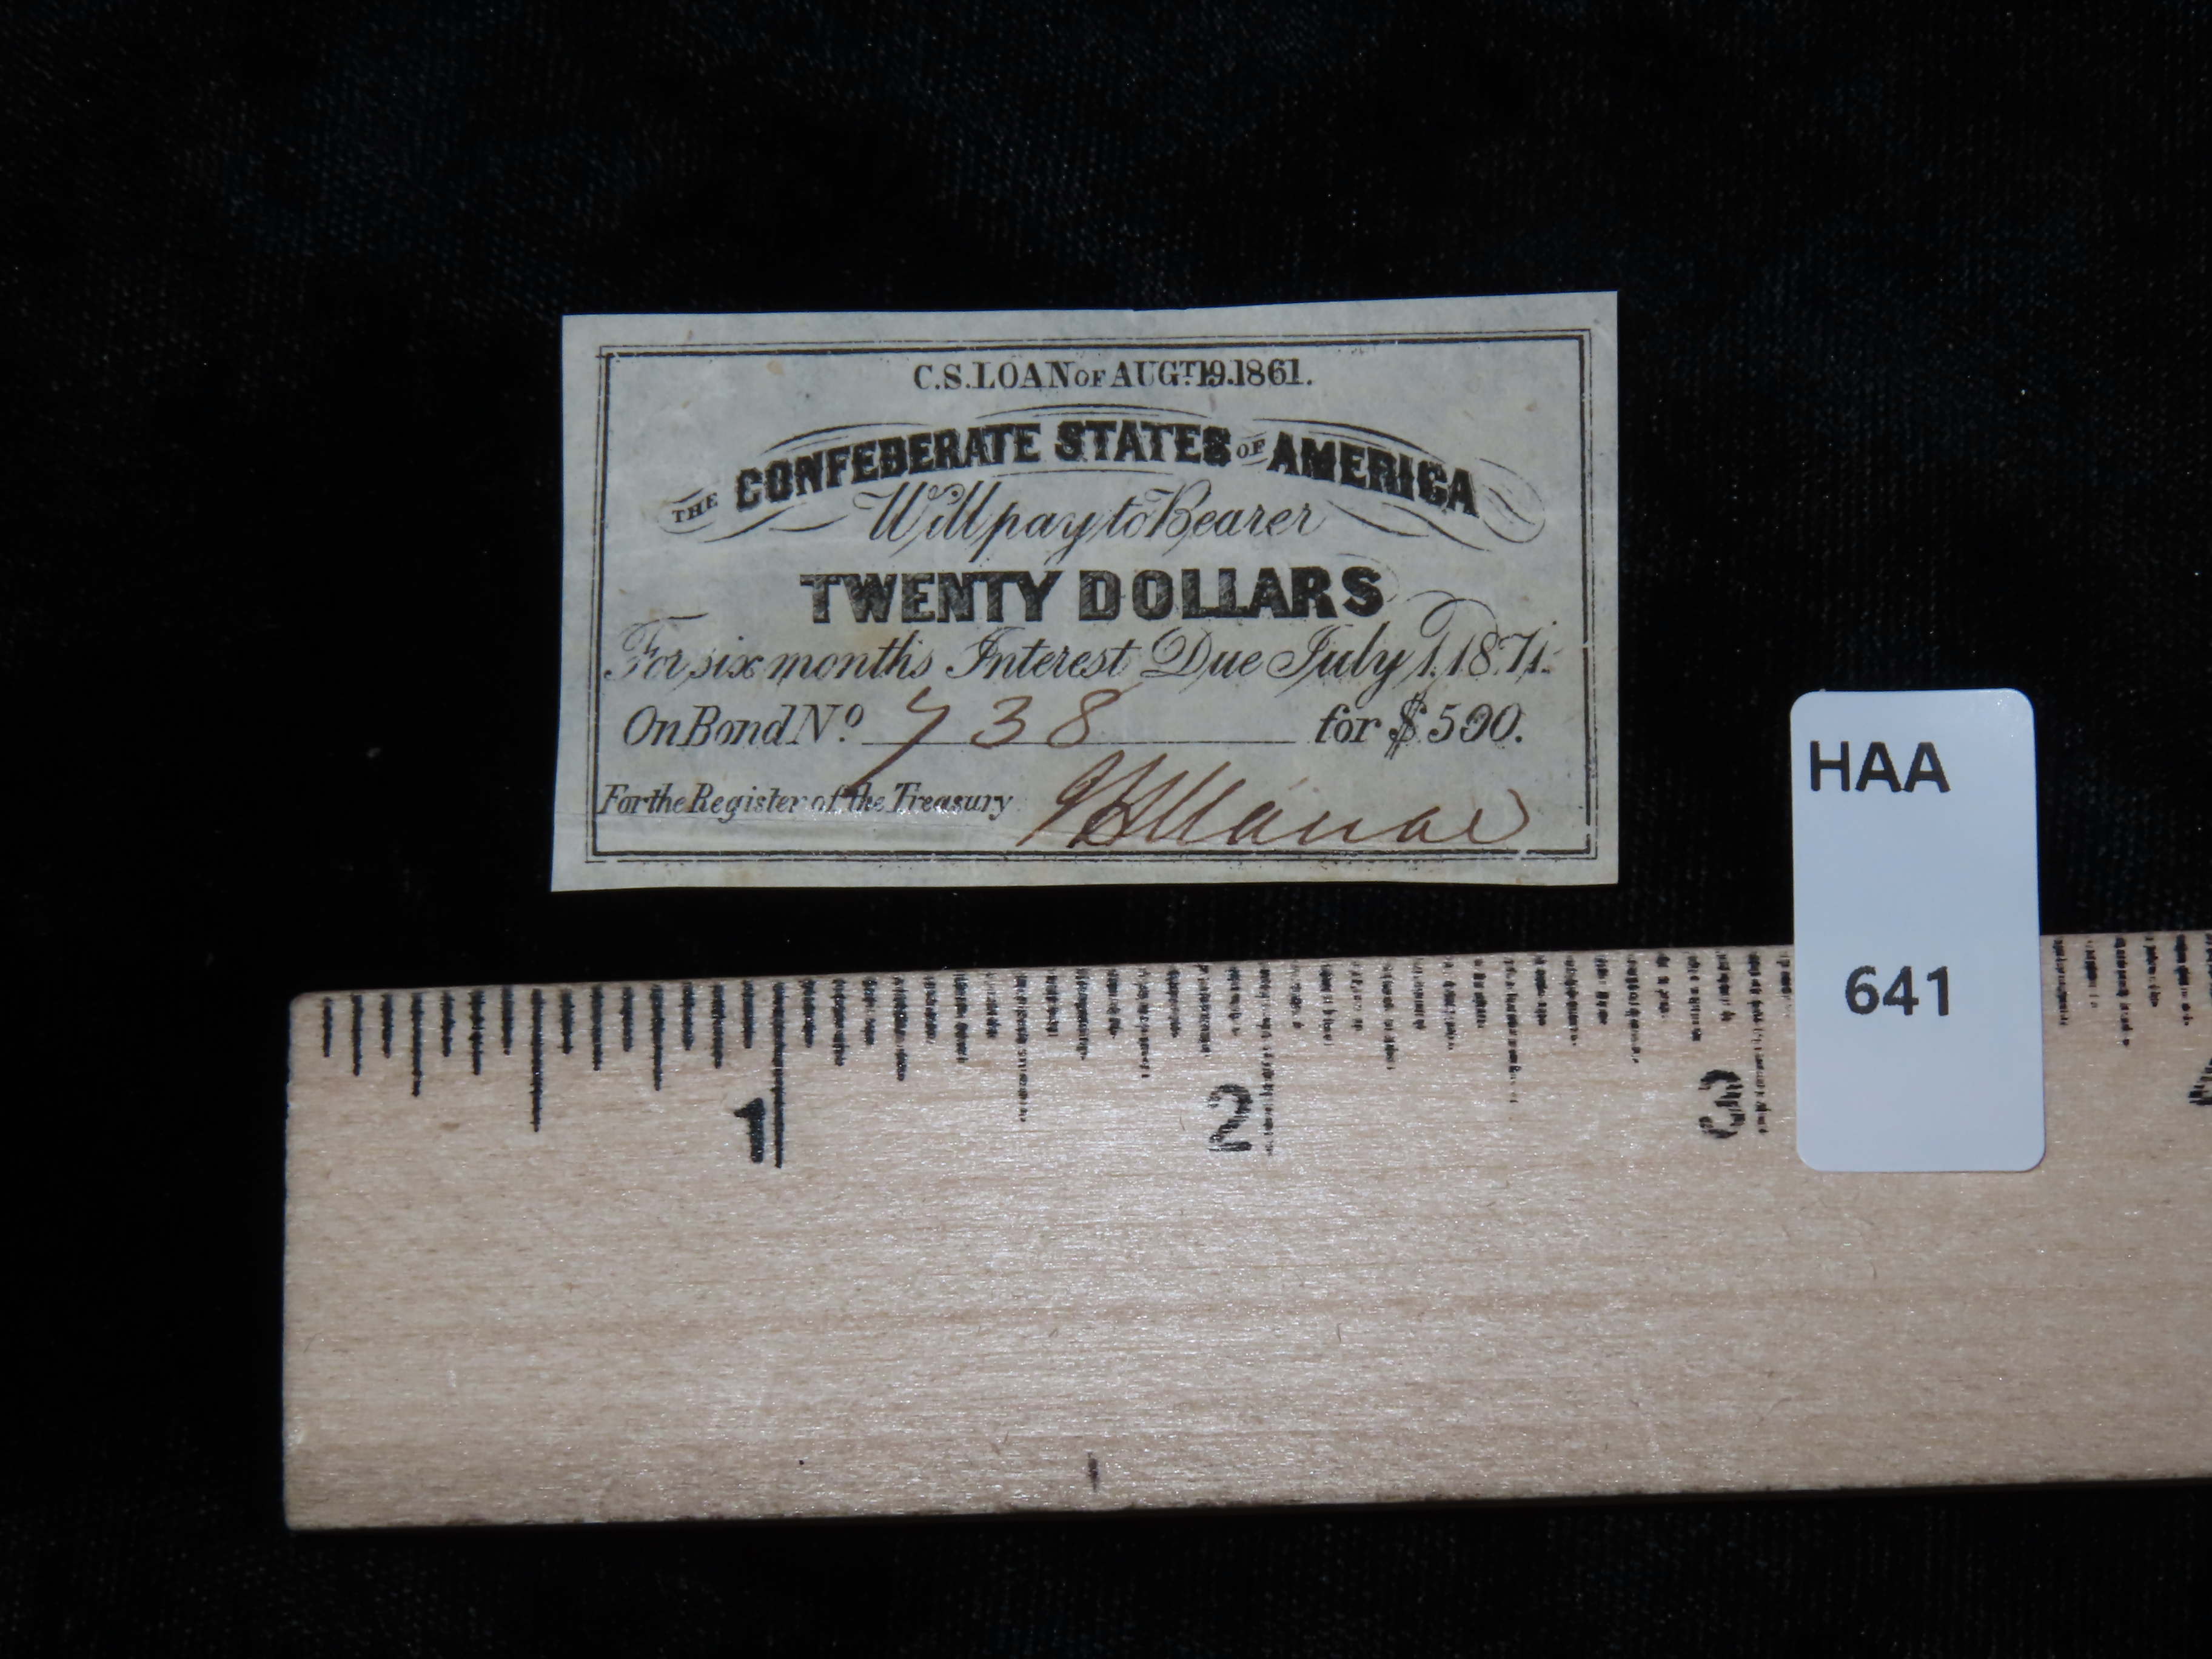 C.S. LOAN OF AUGT. 19. 1861.
THE CONFEDERATE STATES OF AMERICA
Will pay to Bearer
TWENTY DOLLARS
For six months Interest Due July 1, 1871.
On Bond No. 738 for $500.
For the Register of the Treasury
HAA
641
1 2 3